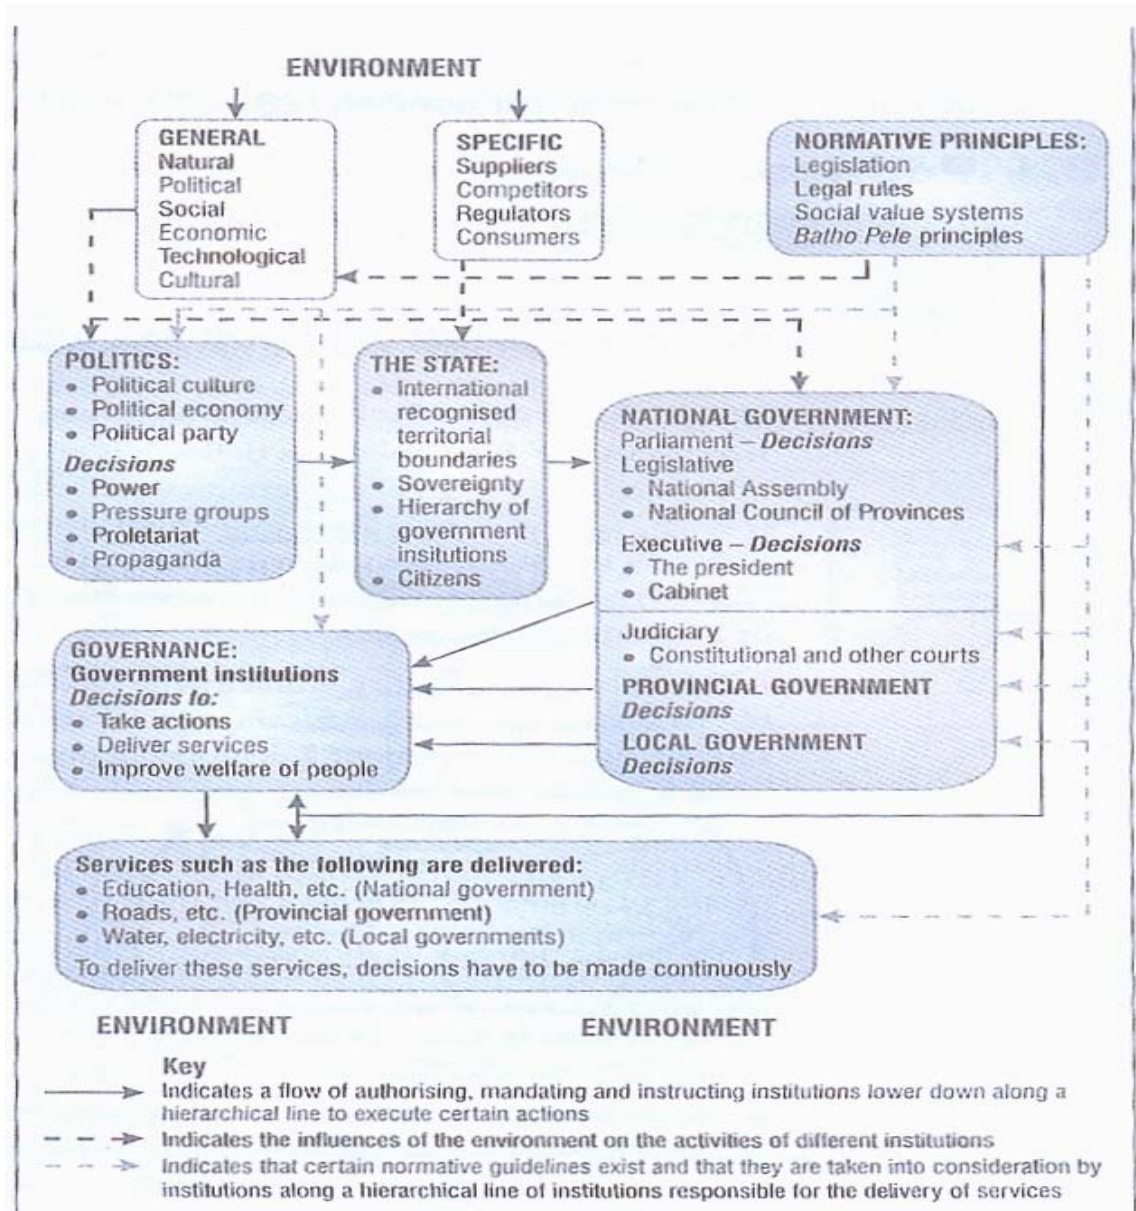 ENVIRONMENT
GENERAL
Natural
Political
Social
Economic
Technological
Cultural
SPECIFIC
Suppliers
Competitors
Regulators
Consumers
NORMATIVE PRINCIPLES:
Legislation
Legal rules
Social value systems
Batho Pele principles
POLITICS:
• Political culture
• Political economy
• Political party
Decisions
• Power
• Pressure groups
• Proletariat
• Propaganda
THE STATE:
• International
recognised
territorial
boundaries
• Sovereignty
• Hierarchy of
government
insitutions
• Citizens
NATIONAL GOVERNMENT:
Parliament – Decisions
Legislative
• National Assembly
• National Council of Provinces
Executive – Decisions
• The president
• Cabinet
Judiciary
• Constitutional and other courts
PROVINCIAL GOVERNMENT
Decisions
LOCAL GOVERNMENT
Decisions
GOVERNANCE:
Government institutions
Decisions to:
• Take actions
• Deliver services
• Improve welfare of people
Services such as the following are delivered:
• Education, Health, etc. (National government)
• Roads, etc. (Provincial government)
• Water, electricity, etc. (Local governments)
To deliver these services, decisions have to be made continuously
ENVIRONMENT ENVIRONMENT
Key
Indicates a flow of authorising, mandating and instructing institutions lower down along a
hierarchical line to execute certain actions
Indicates the influences of the environment on the activities of different institutions
Indicates that certain normative guidelines exist and that they are taken into consideration by
institutions along a hierarchical line of institutions responsible for the delivery of services